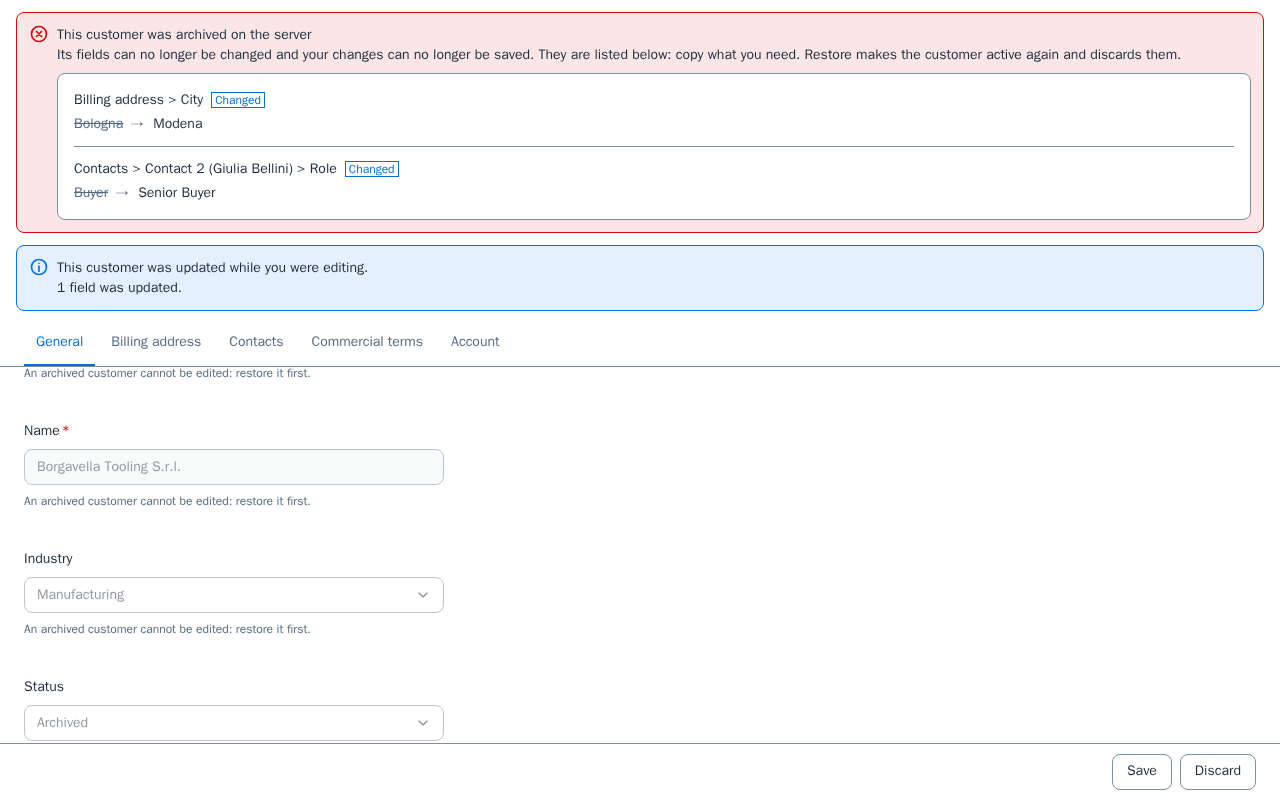 This customer was archived on the server
Its fields can no longer be changed and your changes can no longer be saved. They are listed below: copy what you need. Restore makes the customer active again and discards them.
Billing address > City Changed
Bologna → Modena
Contacts > Contact 2 (Giulia Bellini) > Role Changed
Buyer → Senior Buyer
This customer was updated while you were editing.
1 field was updated.
General Billing address Contacts Commercial terms Account
An archived customer cannot be edited: restore it first.
Name *
Borgavella Tooling S.r.l.
An archived customer cannot be edited: restore it first.
Industry
Manufacturing
An archived customer cannot be edited: restore it first.
Status
Archived
Save Discard